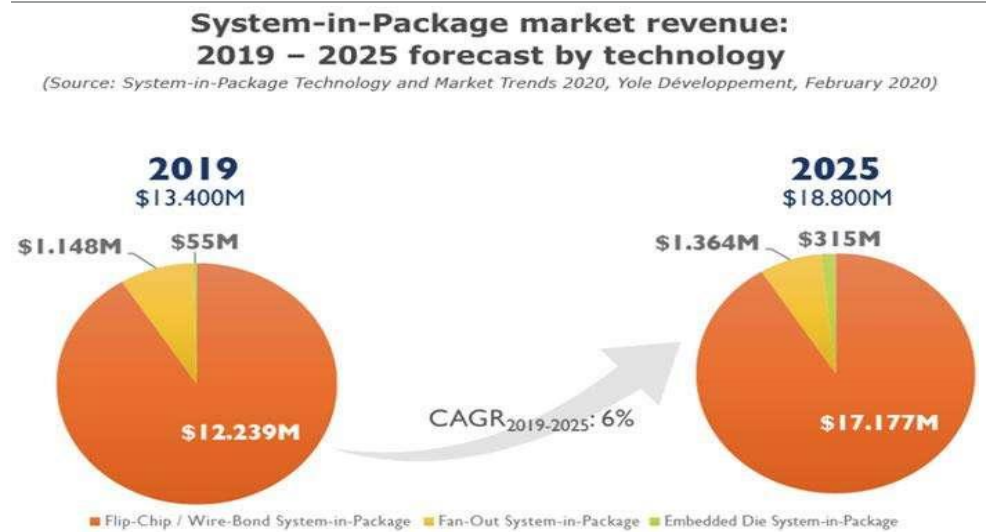 System-in-Package market revenue:
2019 – 2025 forecast by technology
(Source: System-in-Package Technology and Market Trends 2020, Yole Développement, February 2020)
2019
$13.400M
$1.148M
$55M
$12.239M
CAGR2019-2025: 6%
2025
$18.800M
$1.364M
$315M
$17.177M
Flip-Chip / Wire-Bond System-in-Package
Fan-Out System-in-Package
Embedded Die System-in-Package